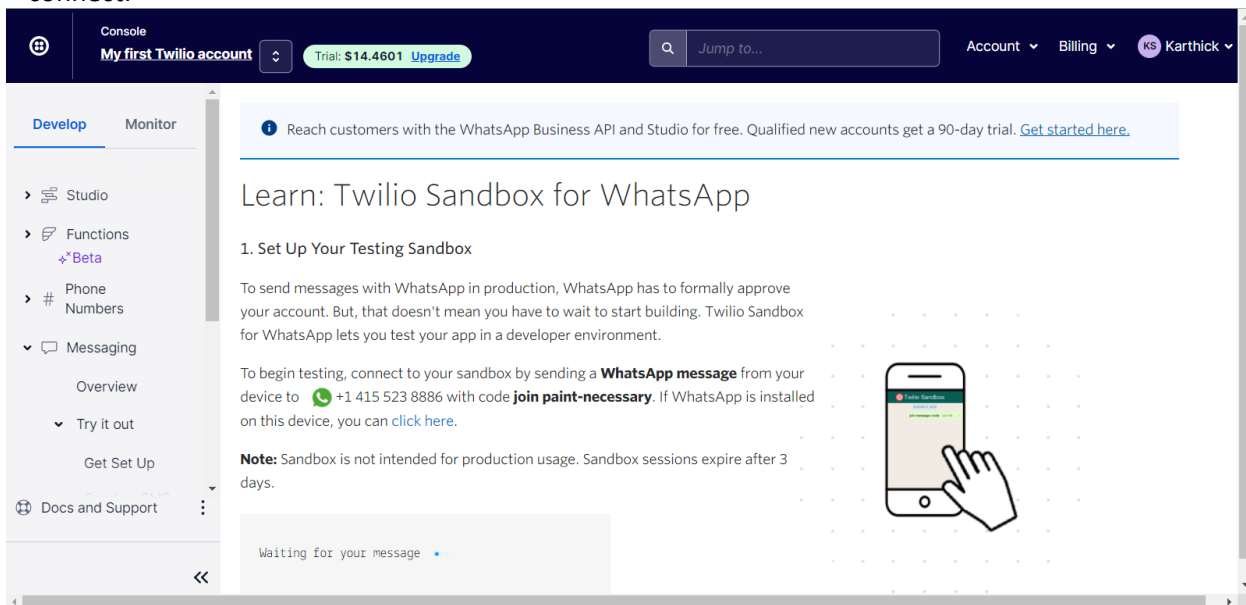 connect.
Console
My first Twilio account
Trial: $14.4601 Upgrade
Jump to...
Account
Billing
KS Karthick
Develop Monitor
Reach customers with the WhatsApp Business API and Studio for free. Qualified new accounts get a 90-day trial. Get started here.
Studio
Functions
Beta
# Phone
Numbers
Messaging
Overview
Try it out
Get Set Up
Docs and Support
Learn: Twilio Sandbox for WhatsApp
1. Set Up Your Testing Sandbox
To send messages with WhatsApp in production, WhatsApp has to formally approve
your account. But, that doesn't mean you have to wait to start building. Twilio Sandbox
for WhatsApp lets you test your app in a developer environment.
To begin testing, connect to your sandbox by sending a WhatsApp message from your
device to +1 415 523 8886 with code join paint-necessary. If WhatsApp is installed
on this device, you can click here.
Note: Sandbox is not intended for production usage. Sandbox sessions expire after 3
days.
Waiting for your message
Twilio Sandbox